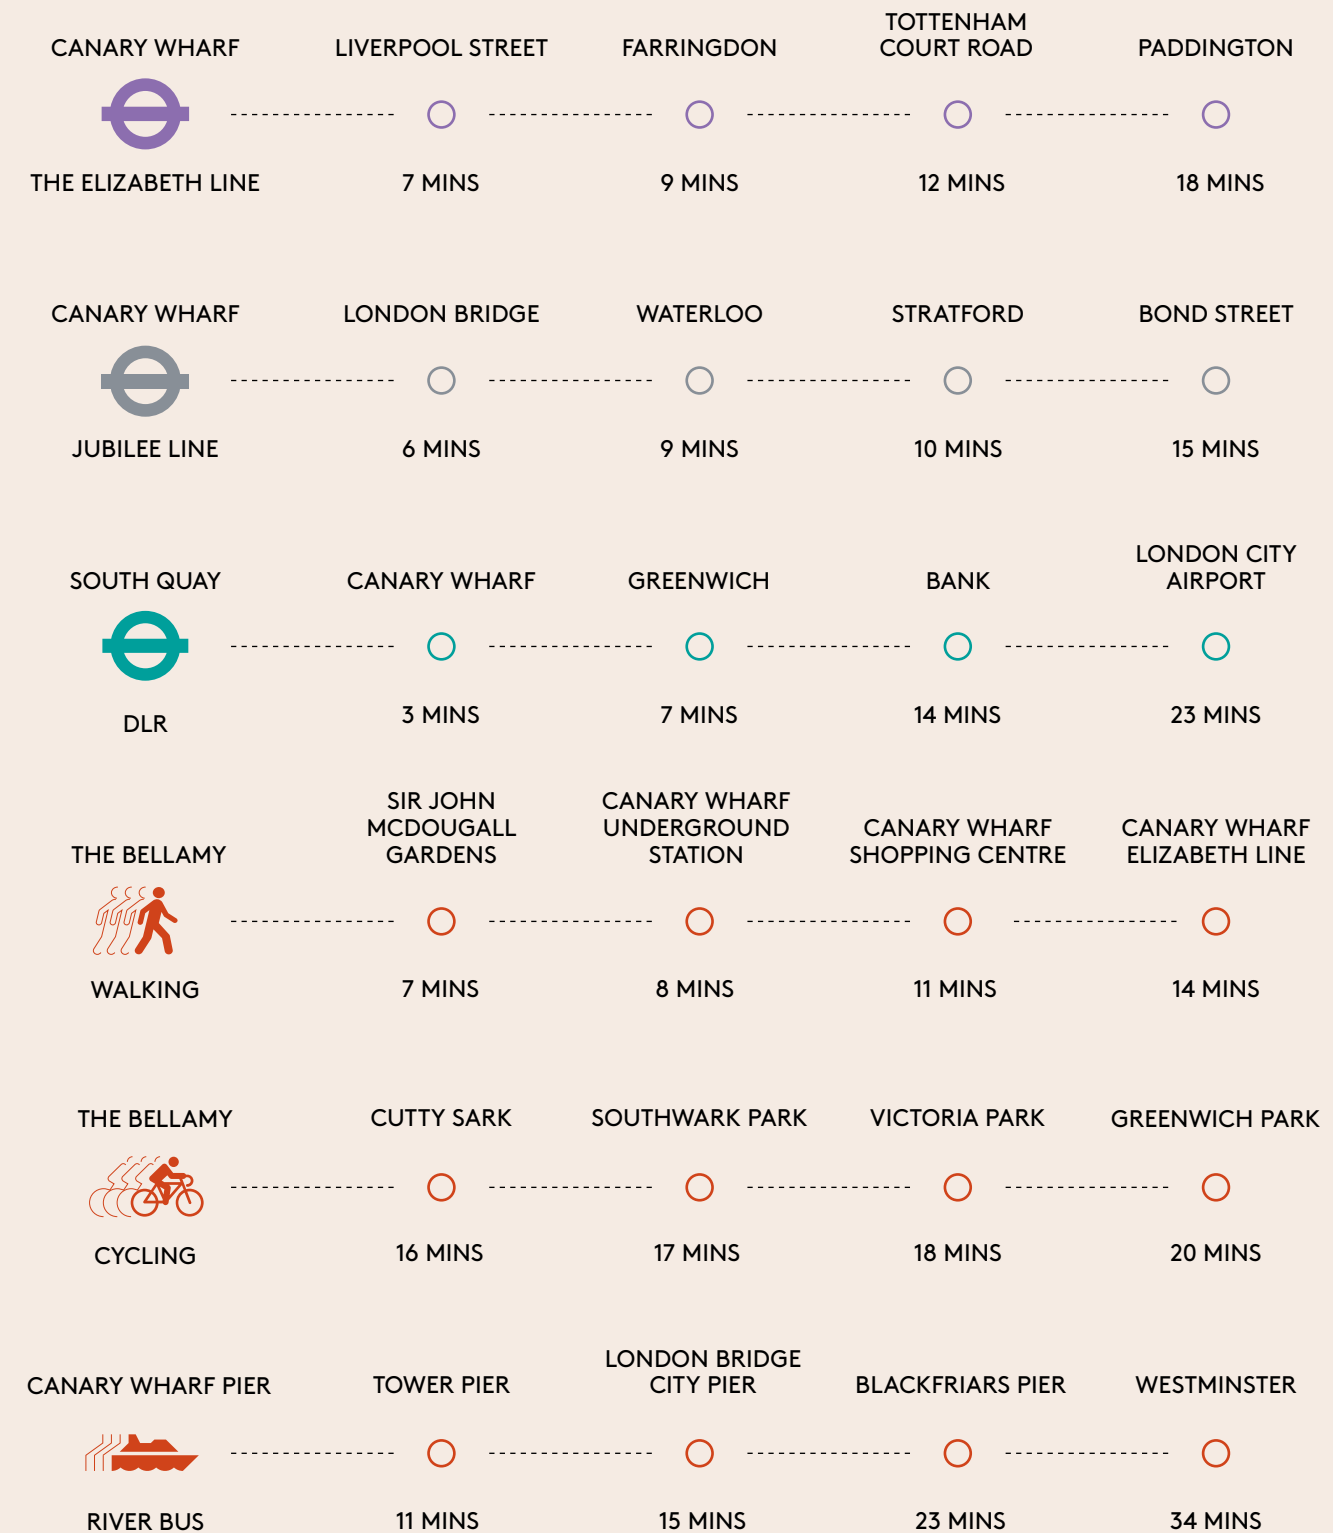 CANARY WHARF
LIVERPOOL STREET
FARRINGDON
TOTTENHAM
COURT ROAD
PADDINGTON
THE ELIZABETH LINE
7 MINS
9 MINS
12 MINS
18 MINS
CANARY WHARF
LONDON BRIDGE
WATERLOO
STRATFORD
BOND STREET
JUBILEE LINE
6 MINS
9 MINS
10 MINS
15 MINS
SOUTH QUAY
CANARY WHARF
GREENWICH
BANK
LONDON CITY
AIRPORT
DLR
3 MINS
7 MINS
14 MINS
23 MINS
THE BELLAMY
SIR JOHN
MCDOUGALL
GARDENS
CANARY WHARF
UNDERGROUND
STATION
CANARY WHARF
SHOPPING CENTRE
CANARY WHARF
ELIZABETH LINE
WALKING
7 MINS
8 MINS
11 MINS
14 MINS
THE BELLAMY
CUTTY SARK
SOUTHWARK PARK
VICTORIA PARK
GREENWICH PARK
CYCLING
16 MINS
17 MINS
18 MINS
20 MINS
CANARY WHARF PIER
TOWER PIER
LONDON BRIDGE
CITY PIER
BLACKFRIARS PIER
WESTMINSTER
RIVER BUS
11 MINS
15 MINS
23 MINS
34 MINS